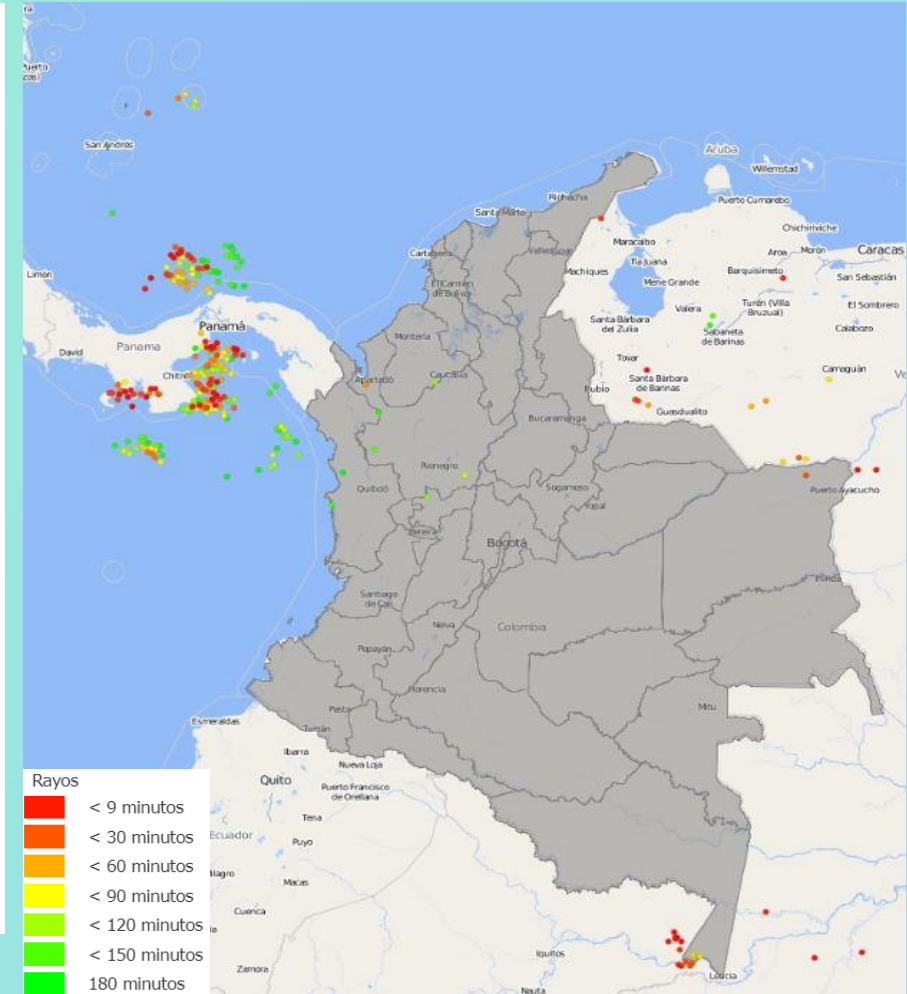 Puerto
San Andrés
Aruba
Willemstad
Riohacha
Puerto Cumarebo
Santa Marta
Chichiriviche
Maracaibo
Cartagena
Valledupar
Aroa
Morón
Caracas
Tia Juana
Limón
Machiques
Barquisimeto
San Sebastián
Mene Grande
El Carmen
de Bolívar
Valera
Turén (Villa
Bruzual)
El Sombrero
Panamá
Santa Bárbara
del Zulia
Sabaneta
de Barinas
Calabozo
Montería
David
Panama
Tovar
Camaguán
Chitré
Apartadó
Caucasia
Santa Bárbara
de Barinas
Ve
Rubio
Guasdualito
Bucaramanga
Rionegro
Quibdó
Sogamoso
Puerto Ayacucho
Yopal
Pereira
Bogotá
Santiago
de Cali
Neiva
Colombia
Popayán
Florencia
Mitú
Pasto
Esmeraldas
Ibarra
Nueva Loja
Quito
Puerto Francisco
de Orellana
Tena
Ecuador
Puyo
Macas
Cuenca
Iquitos
Zamora
Nauta
Rayos
< 9 minutos
< 30 minutos
< 60 minutos
< 90 minutos
< 120 minutos
< 150 minutos
180 minutos